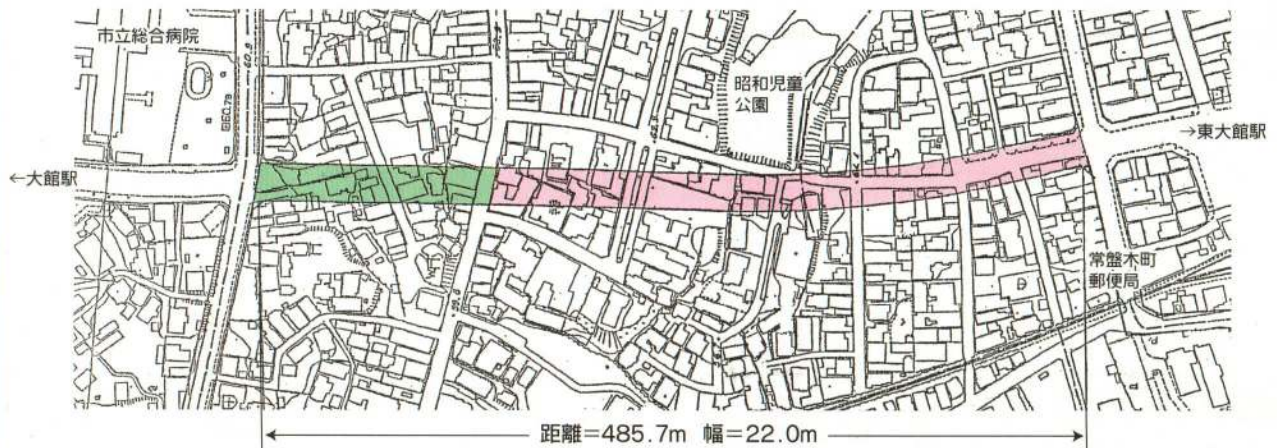 市立総合病院
昭和児童
公園
→東大館駅
←大館駅
常盤木町
郵便局
距離=485.7m 幅=22.0m